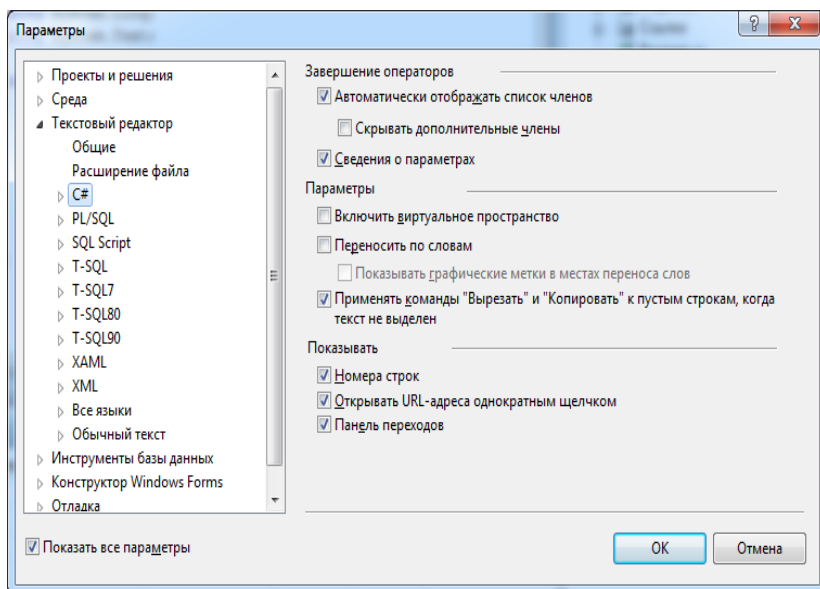 Параметры
Проекты и решения
Среда
Текстовый редактор
Общие
Расширение файла
C#
PL/SQL
SQL Script
T-SQL
T-SQL7
T-SQL80
T-SQL90
XAML
XML
Все языки
Обычный текст
Инструменты базы данных
Конструктор Windows Forms
Отладка
Показать все параметры
Завершение операторов
Автоматически отображать список членов
Скрывать дополнительные члены
Сведения о параметрах
Параметры
Включить виртуальное пространство
Переносить по словам
Показывать графические метки в местах переноса слов
Применять команды "Вырезать" и "Копировать" к пустым строкам, когда
текст не выделен
Показывать
Номера строк
Открывать URL-адреса однократным щелчком
Панель переходов
OK
Отмена